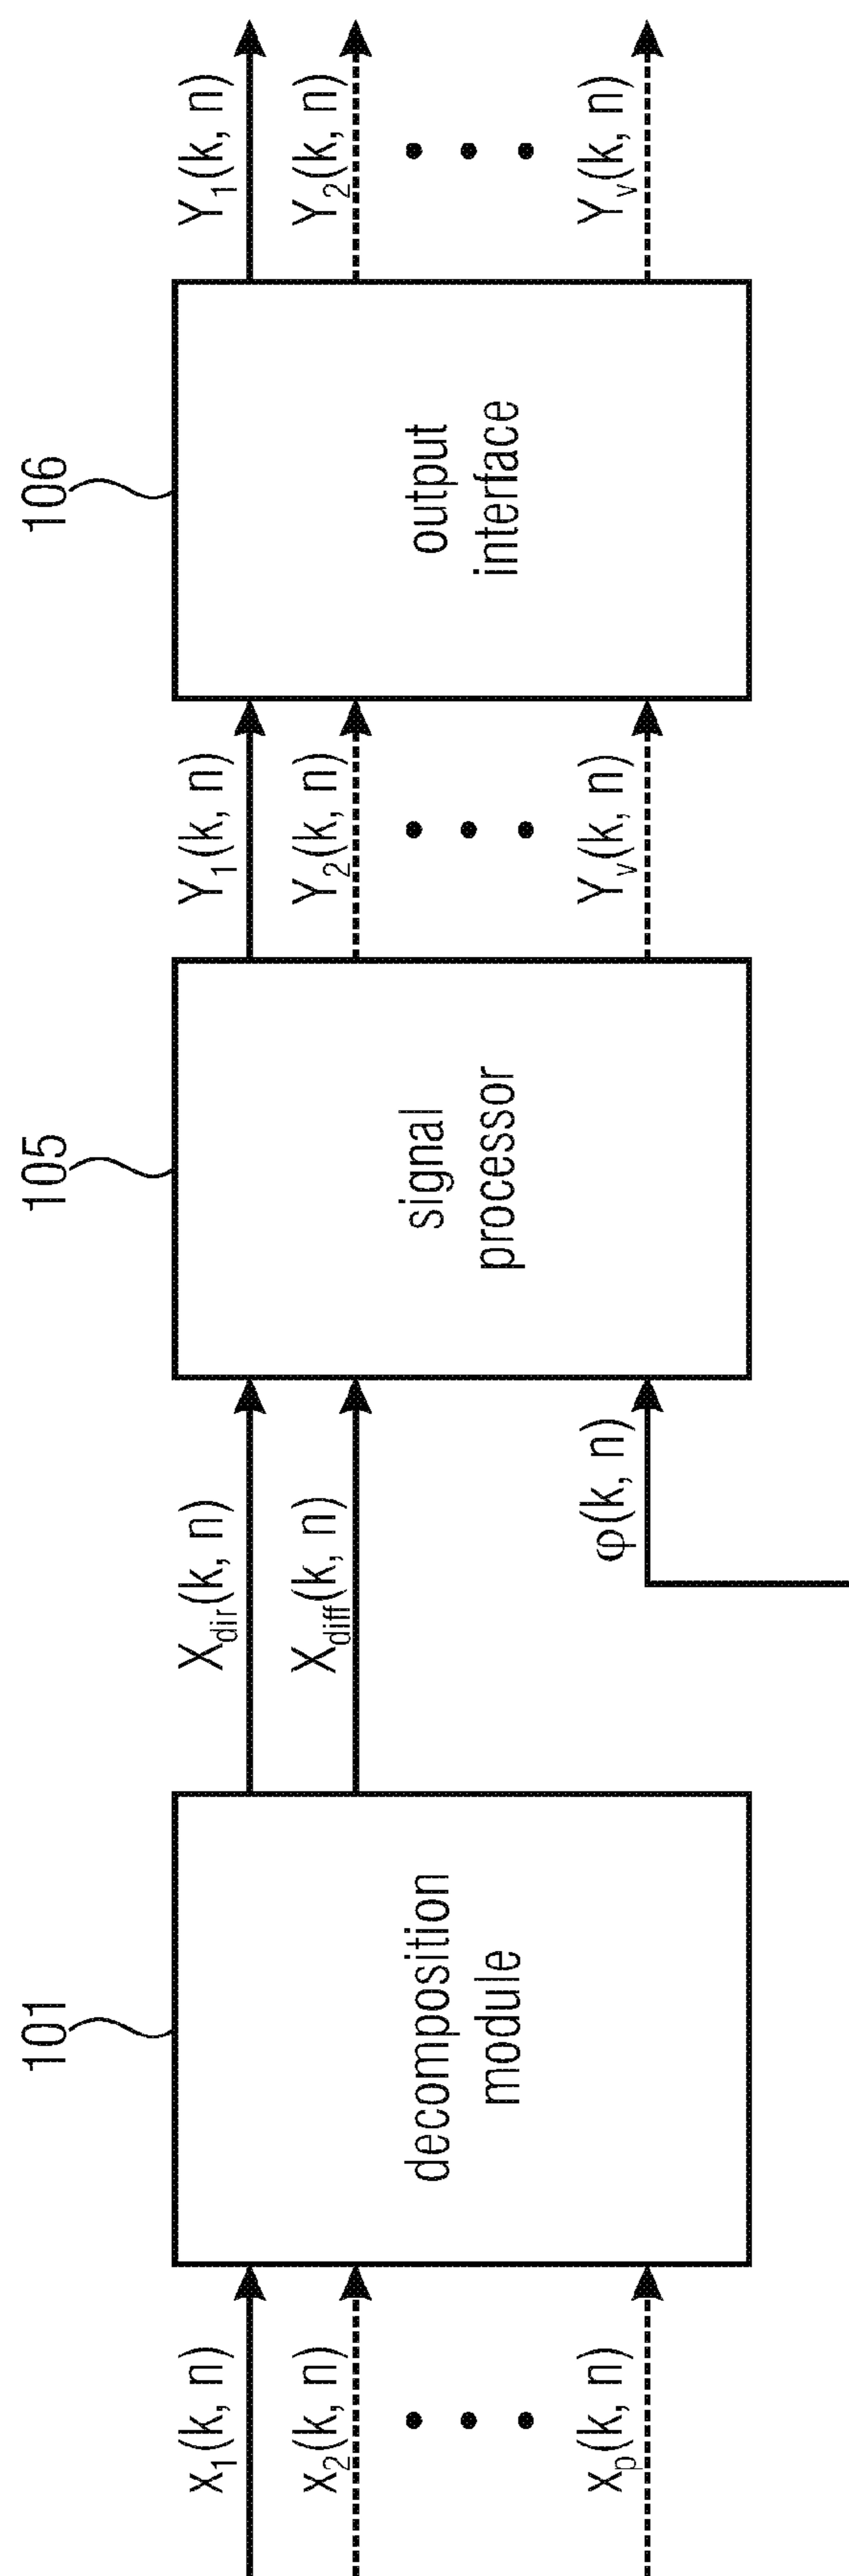 101
105
106
x1(k, n)
x2(k, n)
xp(k, n)
decomposition
module
Xdir(k, n)
Xdiff(k, n)
φ(k, n)
signal
processor
Y1(k, n)
Y2(k, n)
Yv(k, n)
output
interface
Y1(k, n)
Y2(k, n)
Yv(k, n)